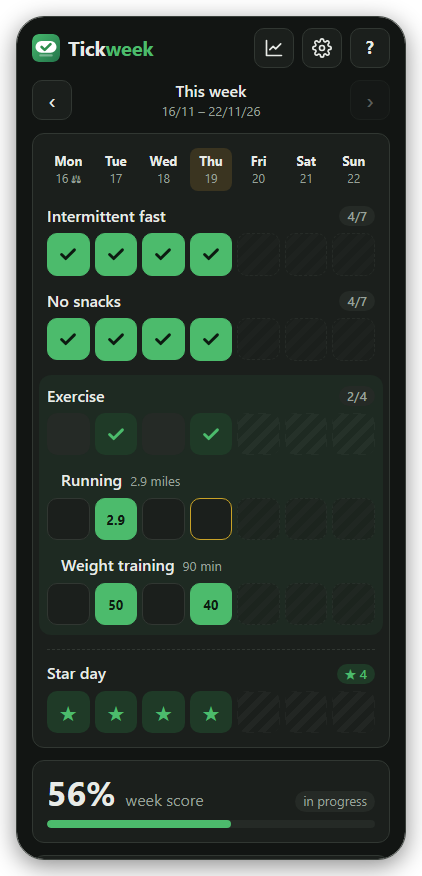 Tickweek
?
‹ This week ›
16/11 – 22/11/26
Mon Tue Wed Thu Fri Sat Sun
16 17 18 19 20 21 22
Intermittent fast 4/7
No snacks 4/7
Exercise 2/4
Running 2.9 miles
2.9
Weight training 90 min
50 40
Star day ★ 4
56% week score in progress